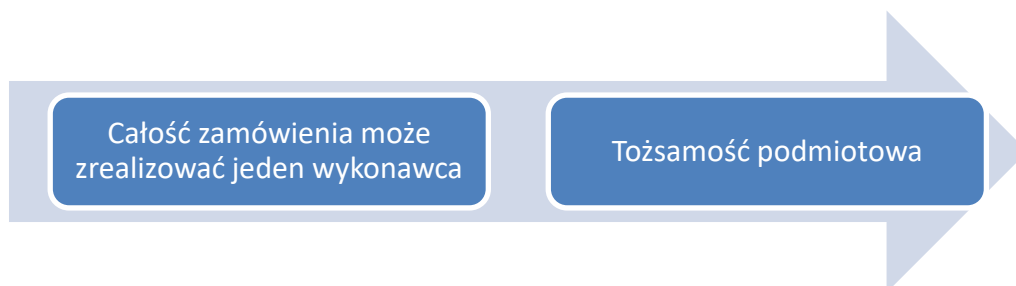 Całość zamówienia może
zrealizować jeden wykonawca
Tożsamość podmiotowa